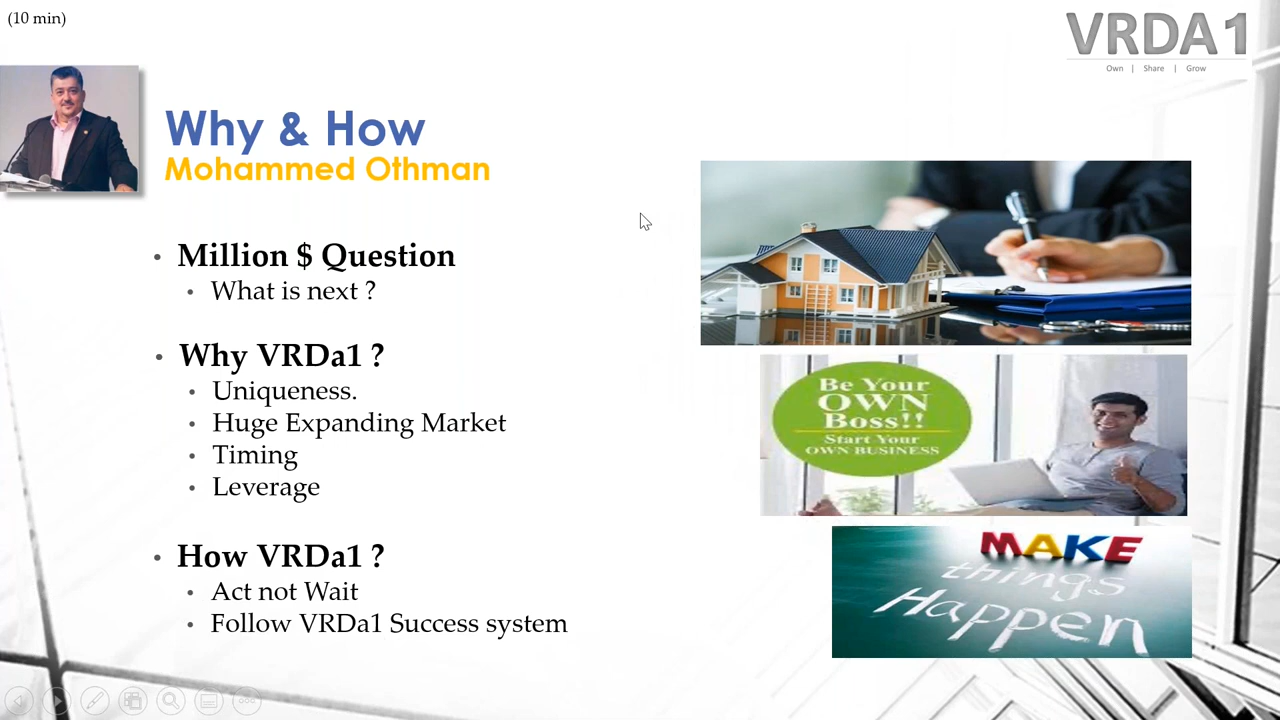 (10 min)
VRDA1
Own | Share | Grow
Why & How
Mohammed Othman
• Million $ Question
• What is next ?
• Why VRDa1 ?
• Uniqueness.
• Huge Expanding Market
• Timing
• Leverage
• How VRDa1 ?
• Act not Wait
• Follow VRDa1 Success system
Be Your
OWN
Boss!!
Start Your
OWN BUSINESS
MAKE
things
Happen